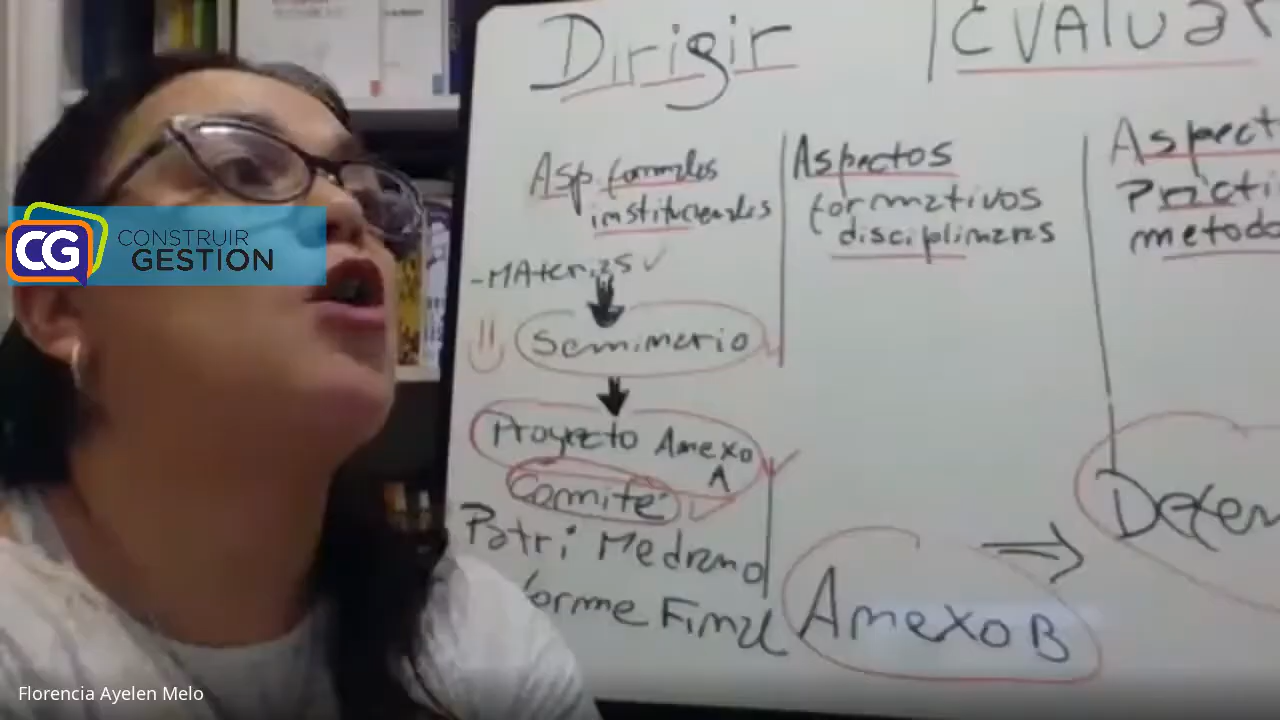 Dirigir
EVALUAR
Asp. formales
institucionales
Aspectos
formativos
disciplinares
Aspect
Prácti
metodo
- MAterias ✓
Seminario
Proyecto Anexo
A
Comité
Patri Medrano
forme Final
Anexo B
⇒
Defen
CG CONSTRUIR
GESTION
Florencia Ayelen Melo